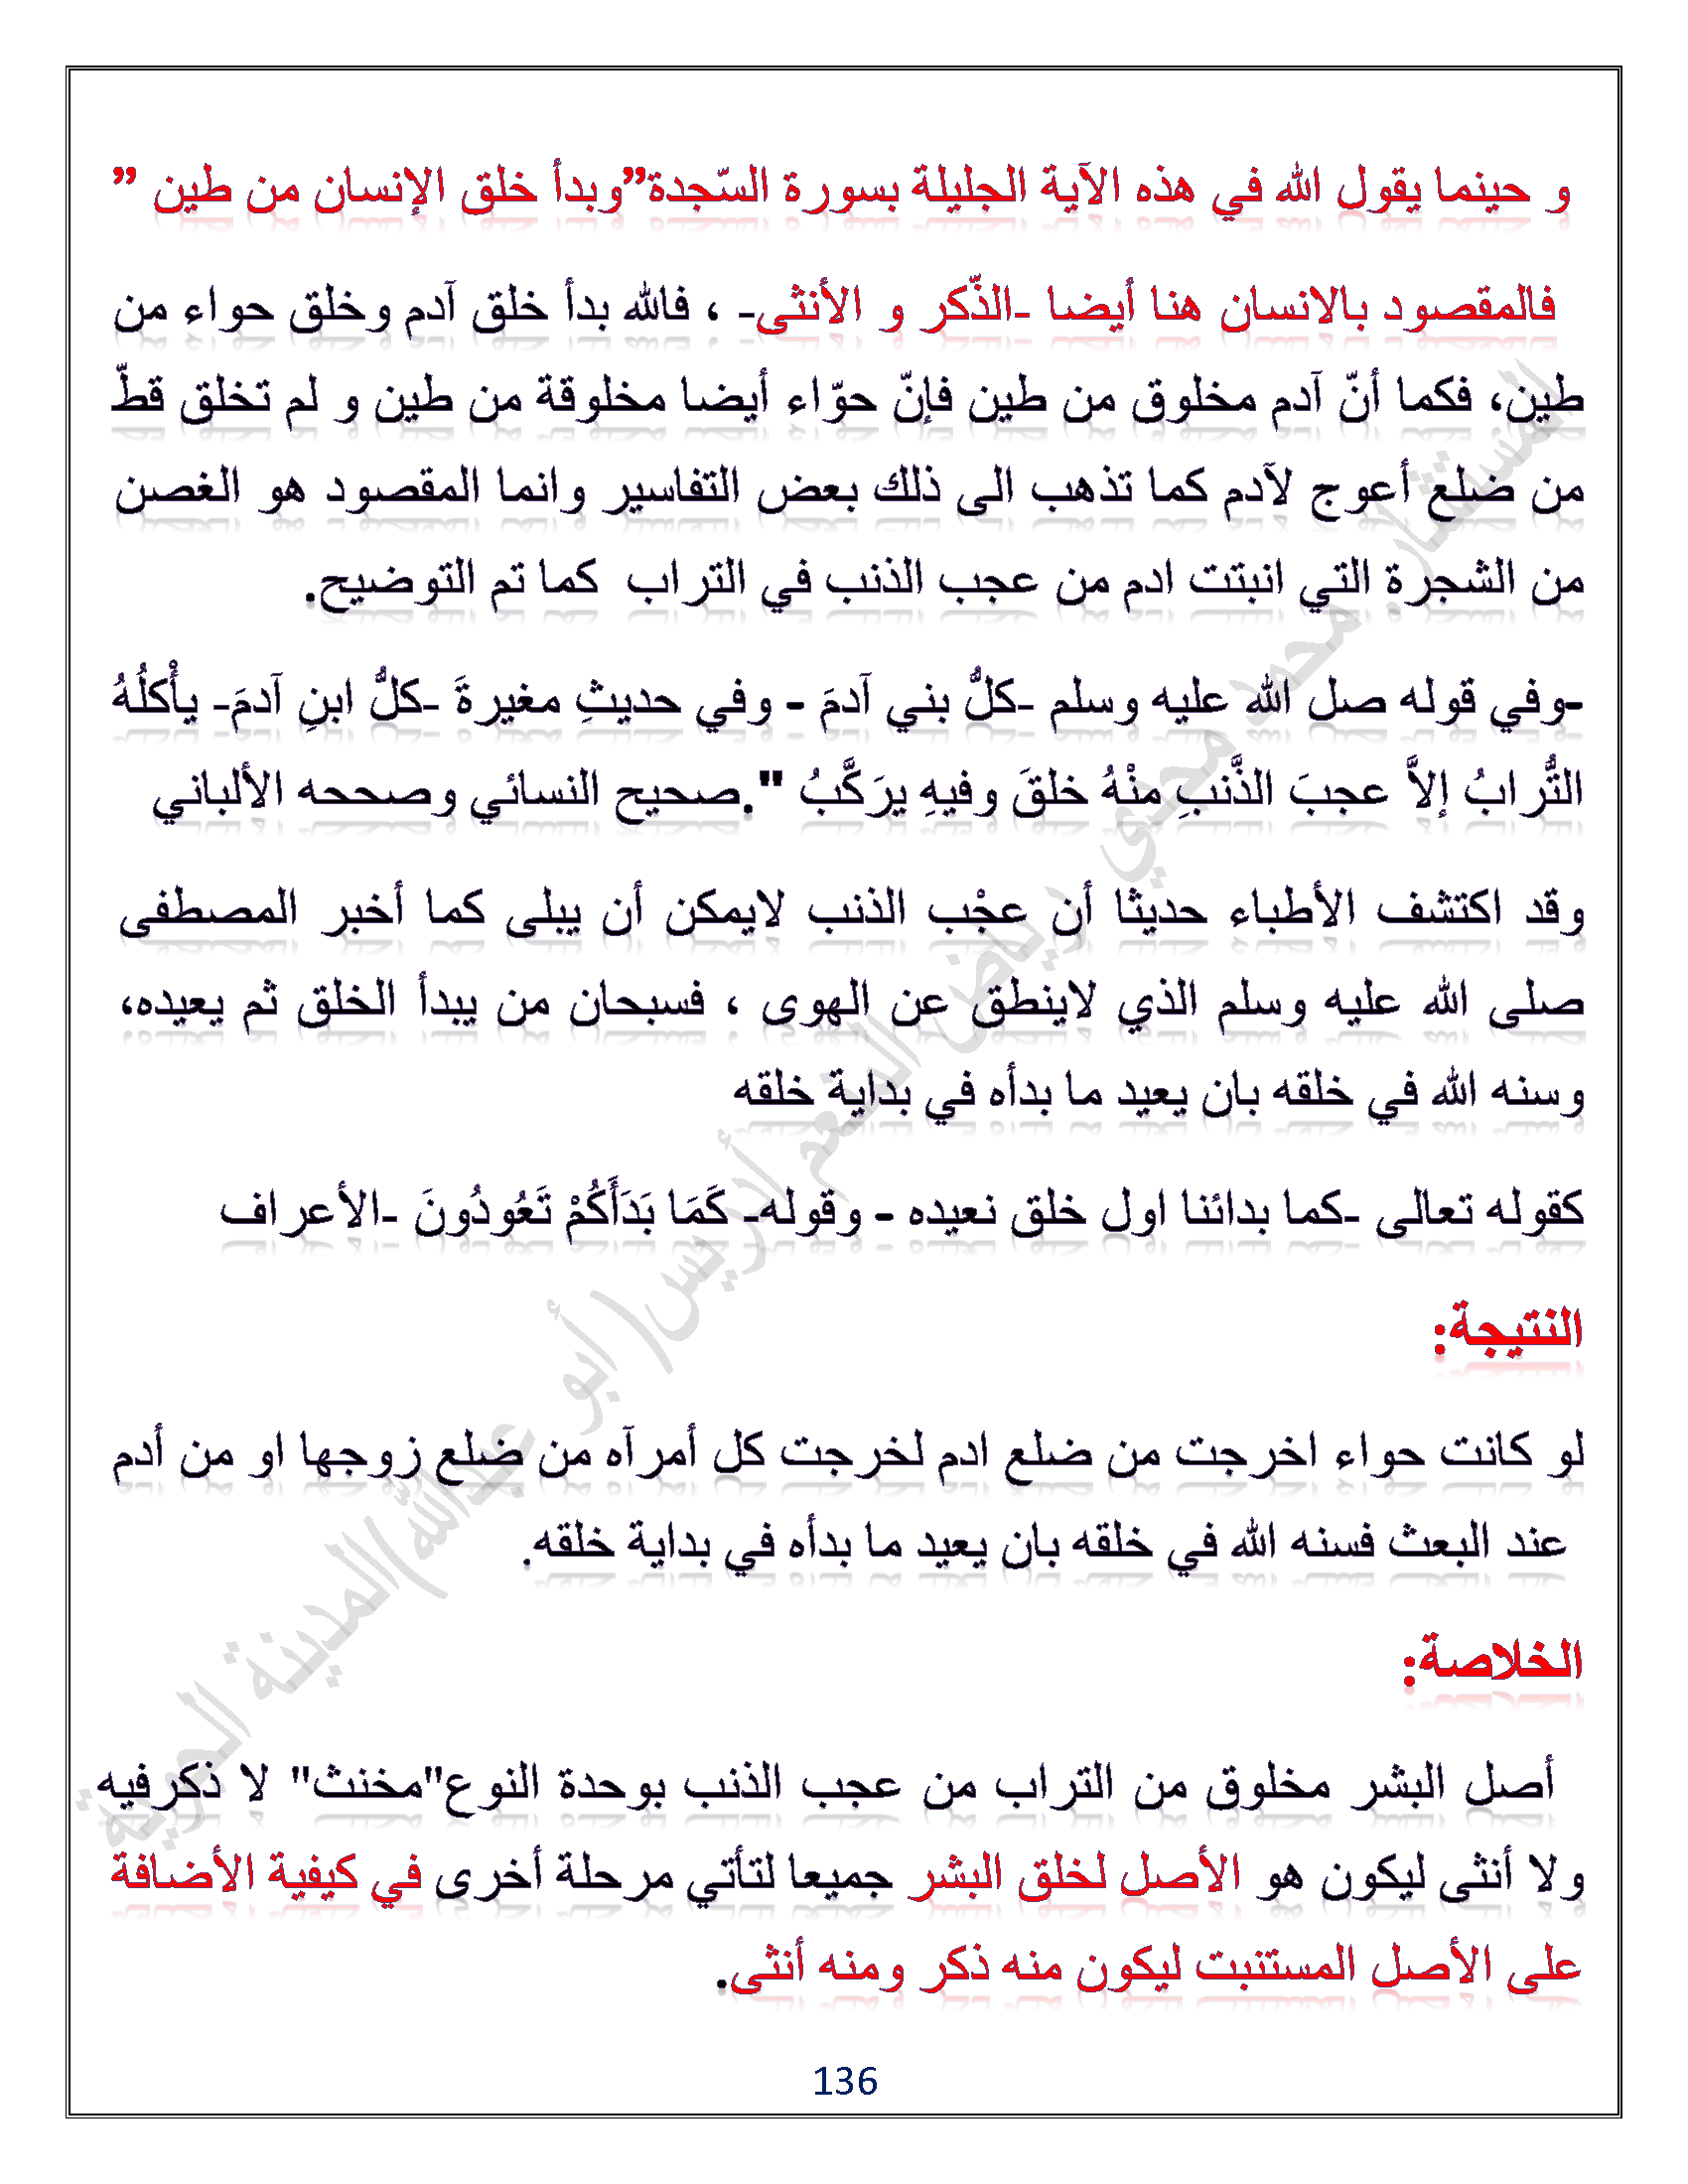 و حينما يقول الله في هذه الآية الجليلة بسورة السّجدة”وبدأ خلق الإنسان من طين ”
فالمقصود بالانسان هنا أيضا -الذّكر و الأنثى- ، فالله بدأ خلق آدم وخلق حواء من
طين، فكما أنّ آدم مخلوق من طين فإنّ حوّاء أيضا مخلوقة من طين و لم تخلق قطّ
من ضلع أعوج لآدم كما تذهب الى ذلك بعض التفاسير وانما المقصود هو الغصن
من الشجرة التي انبتت ادم من عجب الذنب في التراب كما تم التوضيح.
-وفي قوله صل الله عليه وسلم -كلُّ بني آدمَ - وفي حديثِ مغيرةَ -كلُّ ابنِ آدمَ- يأْكلُهُ
التُّرابُ إلاَّ عجبَ الذَّنبِ منْهُ خلقَ وفيهِ يرَكَّبُ ".صحيح النسائي وصححه الألباني
وقد اكتشف الأطباء حديثا أن عجْب الذنب لايمكن أن يبلى كما أخبر المصطفى
صلى الله عليه وسلم الذي لاينطق عن الهوى ، فسبحان من يبدأ الخلق ثم يعيده،
وسنه الله في خلقه بان يعيد ما بدأه في بداية خلقه
كقوله تعالى -كما بدائنا اول خلق نعيده - وقوله- كَمَا بَدَأَكُمْ تَعُودُونَ -الأعراف
النتيجة:
لو كانت حواء اخرجت من ضلع ادم لخرجت كل أمرآه من ضلع زوجها او من أدم
عند البعث فسنه الله في خلقه بان يعيد ما بدأه في بداية خلقه.
الخلاصة:
أصل البشر مخلوق من التراب من عجب الذنب بوحدة النوع"مخنث" لا ذكرفيه
ولا أنثى ليكون هو الأصل لخلق البشر جميعا لتأتي مرحلة أخرى في كيفية الأضافة
على الأصل المستنبت ليكون منه ذكر ومنه أنثى.
136
المستشار. محمد محيي رياض المنعم أدريس(أبو عبدالله)المدينة الحربية